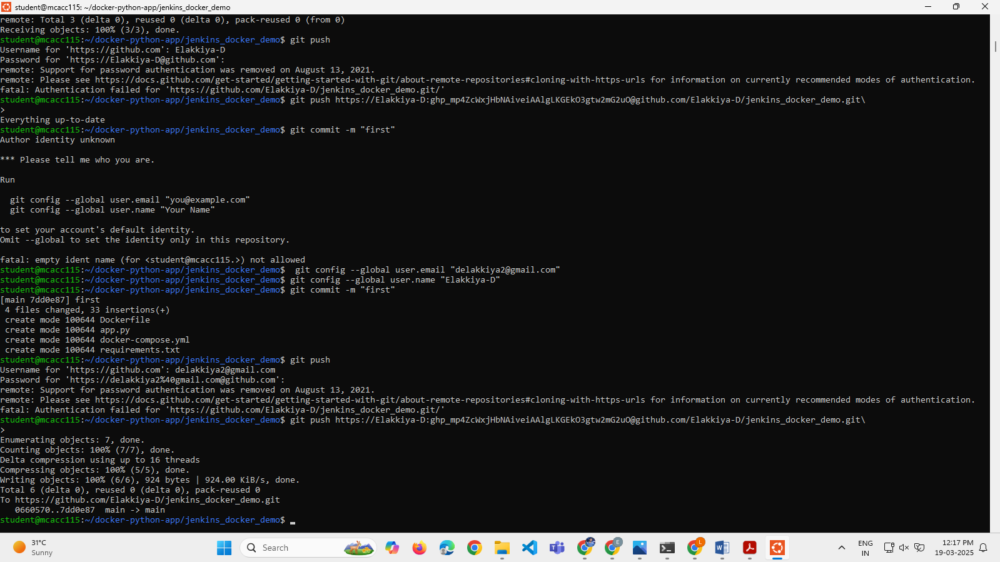 student@mcacc115: ~/docker-python-app/jenkins_docker_demo
remote: Total 3 (delta 0), reused 0 (delta 0), pack-reused 0 (from 0)
Receiving objects: 100% (3/3), done.
student@mcacc115:~/docker-python-app/jenkins_docker_demo$ git push
Username for 'https://github.com': Elakkiya-D
Password for 'https://Elakkiya-D@github.com':
remote: Support for password authentication was removed on August 13, 2021.
remote: Please see https://docs.github.com/get-started/getting-started-with-git/about-remote-repositories#cloning-with-https-urls for information on currently recommended modes of authentication.
fatal: Authentication failed for 'https://github.com/Elakkiya-D/jenkins_docker_demo.git/'
student@mcacc115:~/docker-python-app/jenkins_docker_demo$ git push https://Elakkiya-D: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@github.com/Elakkiya-D/jenkins_docker_demo.git\
>
Everything up-to-date
student@mcacc115:~/docker-python-app/jenkins_docker_demo$ git commit -m "first"
Author identity unknown
*** Please tell me who you are.
Run
git config --global user.email "you@example.com"
git config --global user.name "Your Name"
to set your account's default identity.
Omit --global to set the identity only in this repository.
fatal: empty ident name (for <student@mcacc115.>) not allowed
student@mcacc115:~/docker-python-app/jenkins_docker_demo$  git config --global user.email "delakkiya2@gmail.com"
student@mcacc115:~/docker-python-app/jenkins_docker_demo$ git config --global user.name "Elakkiya-D"
student@mcacc115:~/docker-python-app/jenkins_docker_demo$ git commit -m "first"
[main 7dd0e87] first
4 files changed, 33 insertions(+)
create mode 100644 Dockerfile
create mode 100644 app.py
create mode 100644 docker-compose.yml
create mode 100644 requirements.txt
student@mcacc115:~/docker-python-app/jenkins_docker_demo$ git push
Username for 'https://github.com': delakkiya2@gmail.com
Password for 'https://delakkiya2%40gmail.com@github.com':
remote: Support for password authentication was removed on August 13, 2021.
remote: Please see https://docs.github.com/get-started/getting-started-with-git/about-remote-repositories#cloning-with-https-urls for information on currently recommended modes of authentication.
fatal: Authentication failed for 'https://github.com/Elakkiya-D/jenkins_docker_demo.git/'
student@mcacc115:~/docker-python-app/jenkins_docker_demo$ git push https://Elakkiya-D: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@github.com/Elakkiya-D/jenkins_docker_demo.git\
>
Enumerating objects: 7, done.
Counting objects: 100% (7/7), done.
Delta compression using up to 16 threads
Compressing objects: 100% (5/5), done.
Writing objects: 100% (6/6), 924 bytes | 924.00 KiB/s, done.
Total 6 (delta 0), reused 0 (delta 0), pack-reused 0
To https://github.com/Elakkiya-D/jenkins_docker_demo.git
0660570..7dd0e87  main -> main
student@mcacc115:~/docker-python-app/jenkins_docker_demo$ _
31°C
Sunny
Search
E
L
ENG
IN
12:17 PM
19-03-2025